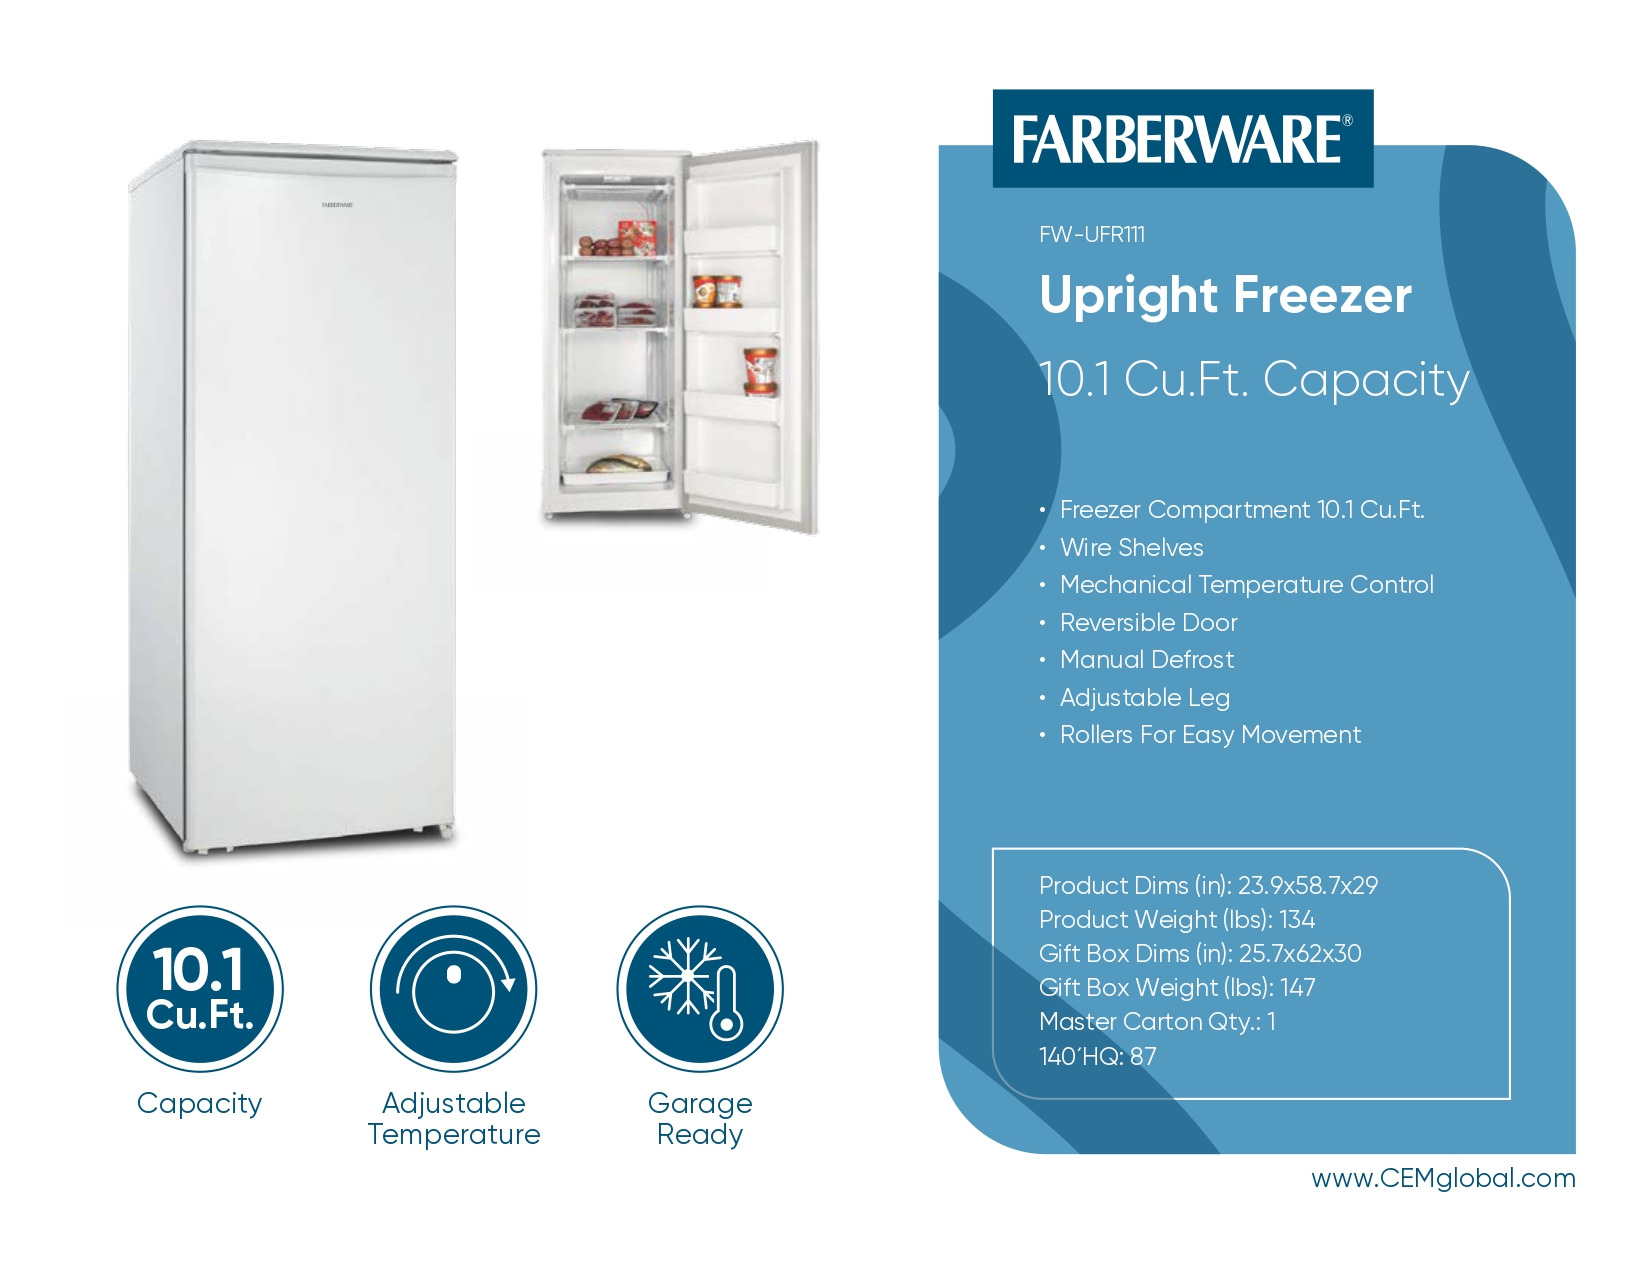 FARBERWARE®
FARBERWARE
FW-UFR111
Upright Freezer
10.1 Cu.Ft. Capacity
• Freezer Compartment 10.1 Cu.Ft.
• Wire Shelves
• Mechanical Temperature Control
• Reversible Door
• Manual Defrost
• Adjustable Leg
• Rollers For Easy Movement
Product Dims (in): 23.9x58.7x29
Product Weight (lbs): 134
Gift Box Dims (in): 25.7x62x30
Gift Box Weight (lbs): 147
Master Carton Qty.: 1
140´HQ: 87
10.1
Cu.Ft.
Capacity
Adjustable
Temperature
Garage
Ready
www.CEMglobal.com